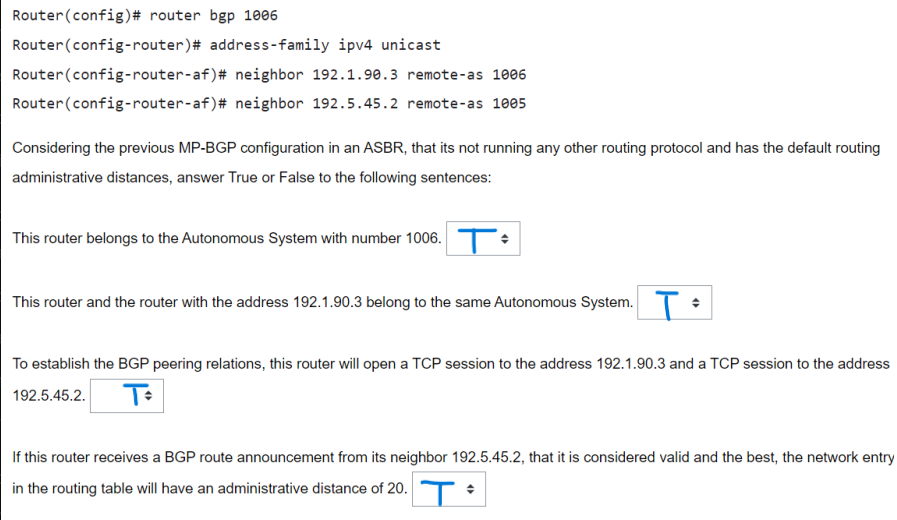 Router(config)# router bgp 1006
Router(config-router)# address-family ipv4 unicast
Router(config-router-af)# neighbor 192.1.90.3 remote-as 1006
Router(config-router-af)# neighbor 192.5.45.2 remote-as 1005
Considering the previous MP-BGP configuration in an ASBR, that its not running any other routing protocol and has the default routing
administrative distances, answer True or False to the following sentences:
This router belongs to the Autonomous System with number 1006. T
This router and the router with the address 192.1.90.3 belong to the same Autonomous System. T
To establish the BGP peering relations, this router will open a TCP session to the address 192.1.90.3 and a TCP session to the address
192.5.45.2. T
If this router receives a BGP route announcement from its neighbor 192.5.45.2, that it is considered valid and the best, the network entry
in the routing table will have an administrative distance of 20. T